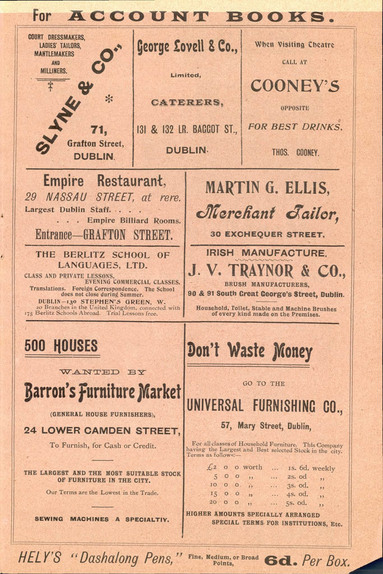 For ACCOUNT BOOKS.
COURT DRESSMAKERS,
LADIES' TAILORS,
MANTLEMAKERS
AND
MILLINERS.
SLYNE & CO.,
*
71,
Grafton Street,
DUBLIN.
George Lovell & Co.,
Limited,
CATERERS,
131 & 132 LR. BAGGOT ST.,
DUBLIN.
When Visiting Theatre
CALL AT
COONEY'S
OPPOSITE
FOR BEST DRINKS.
THOS. COONEY.
Empire Restaurant,
29 NASSAU STREET, at rere.
Largest Dublin Staff. . . .
. . . Empire Billiard Rooms.
Entrance—GRAFTON STREET.
MARTIN G. ELLIS,
Merchant Tailor,
30 EXCHEQUER STREET.
THE BERLITZ SCHOOL OF
LANGUAGES, LTD.
CLASS AND PRIVATE LESSONS,
EVENING COMMERCIAL CLASSES.
Translations. Foreign Correspondence. The School
does not close during Summer.
DUBLIN—
ST
STEPHEN'S GREEN, W.
Branches in the United Kingdom, connected with
Berlitz Schools Abroad. Trial Lessons free.
IRISH MANUFACTURE.
J. V. TRAYNOR & CO.,
BRUSH MANUFACTURERS,
90 & 91 South Great George's Street, Dublin.
Household, Toilet, Stable and Machine Brushes
of every kind made on the Premises.
500 HOUSES
WANTED BY
Barron's Furniture Market
(GENERAL HOUSE FURNISHERS),
24 LOWER CAMDEN STREET,
To Furnish, for Cash or Credit.
THE LARGEST AND THE MOST SUITABLE STOCK
OF FURNITURE IN THE CITY.
Our Terms are the Lowest in the Trade.
SEWING MACHINES A SPECIALTIY.
Don't Waste Money
GO TO THE
UNIVERSAL FURNISHING CO.,
57, Mary Street, Dublin,
For all classes of Household Furniture. This Company
having the Largest and Best selected Stock in the city.
Terms as follows:—
£2 0 0 worth ... 1s. 6d. weekly
5 0 0 „ ... 2s. 0d „
10 0 0 „ ... 3s. 0d. „
15 0 0 „ ... 4s. 0d. „
20 0 0 „ ... 5s. 0d. „
HIGHER AMOUNTS SPECIALLY ARRANGED
SPECIAL TERMS FOR INSTITUTIONS, Etc.
HELY'S "Dashalong Pens," Fine, Medium, or Broad Points, 6d. Per Box.